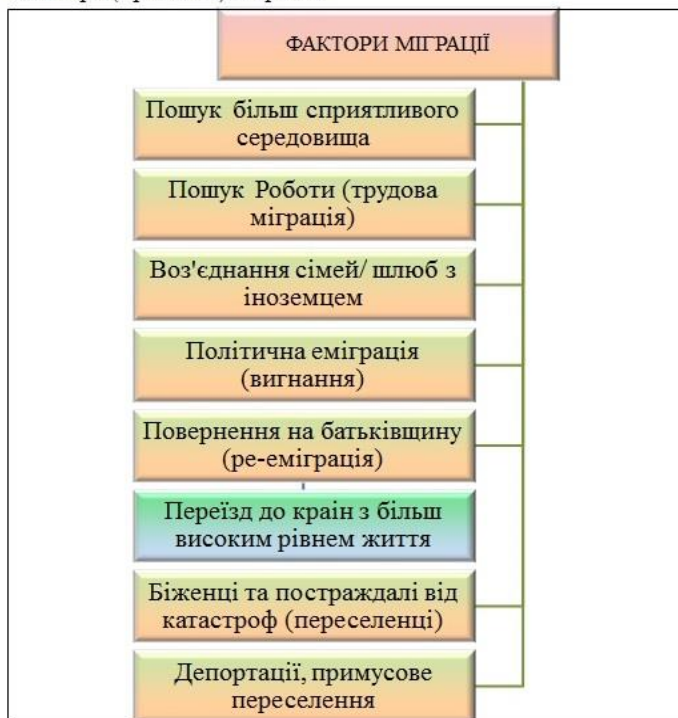 ФАКТОРИ МІГРАЦІЇ
Пошук більш сприятливого
середовища
Пошук Роботи (трудова
міграція)
Воз'єднання сімей/ шлюб з
іноземцем
Політична еміграція
(вигнання)
Повернення на батьківщину
(ре-еміграція)
Переїзд до країн з більш
високим рівнем життя
Біженці та постраждалі від
катастроф (переселенці)
Депортації, примусове
переселення